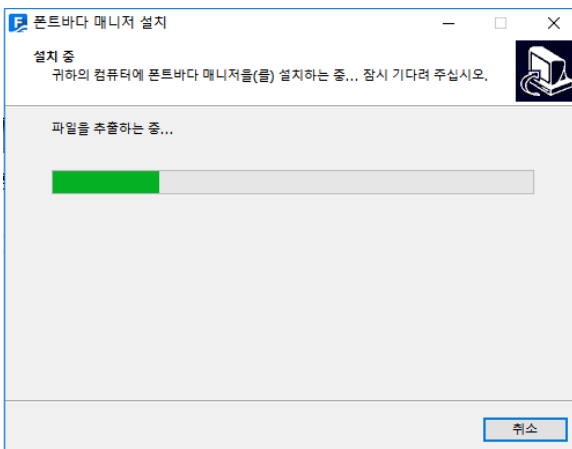 폰트바다 매니저 설치
설치 중
귀하의 컴퓨터에 폰트바다 매니저을(를) 설치하는 중... 잠시 기다려 주십시오.
파일을 추출하는 중...
취소